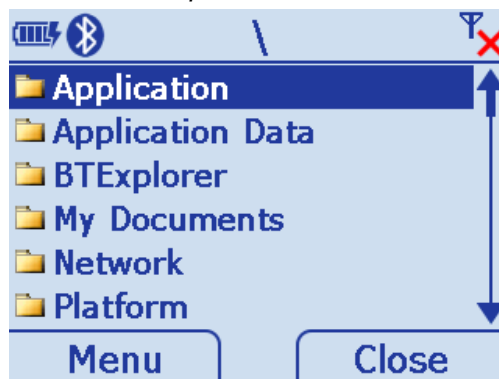 \
Application
Application Data
BTExplorer
My Documents
Network
Platform
Menu Close